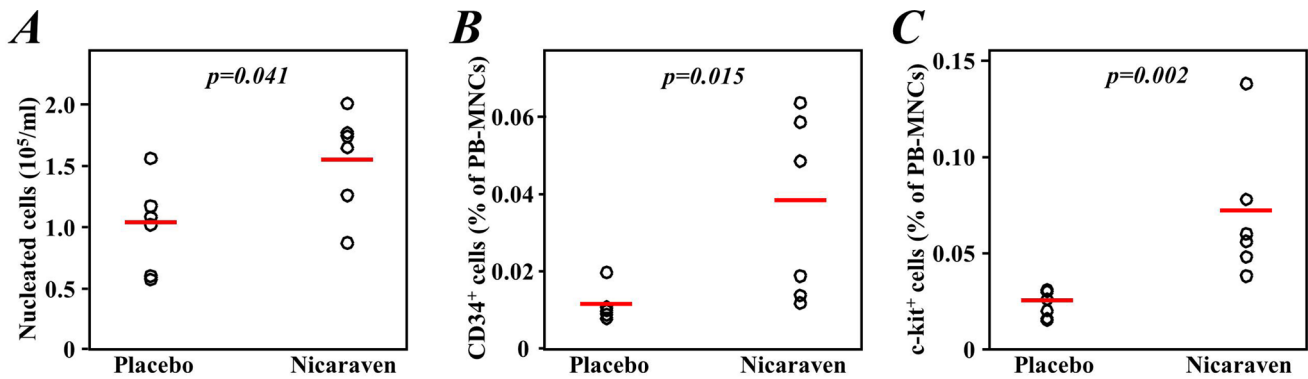 A
Nucleated cells (10⁵/ml)
2.0
1.5
1.0
0.5
0
p=0.041
Placebo
Nicaraven
B
CD34⁺ cells (% of PB-MNCs)
0.06
0.04
0.02
0
p=0.015
Placebo
Nicaraven
C
c-kit⁺ cells (% of PB-MNCs)
0.15
0.10
0.05
0
p=0.002
Placebo
Nicaraven